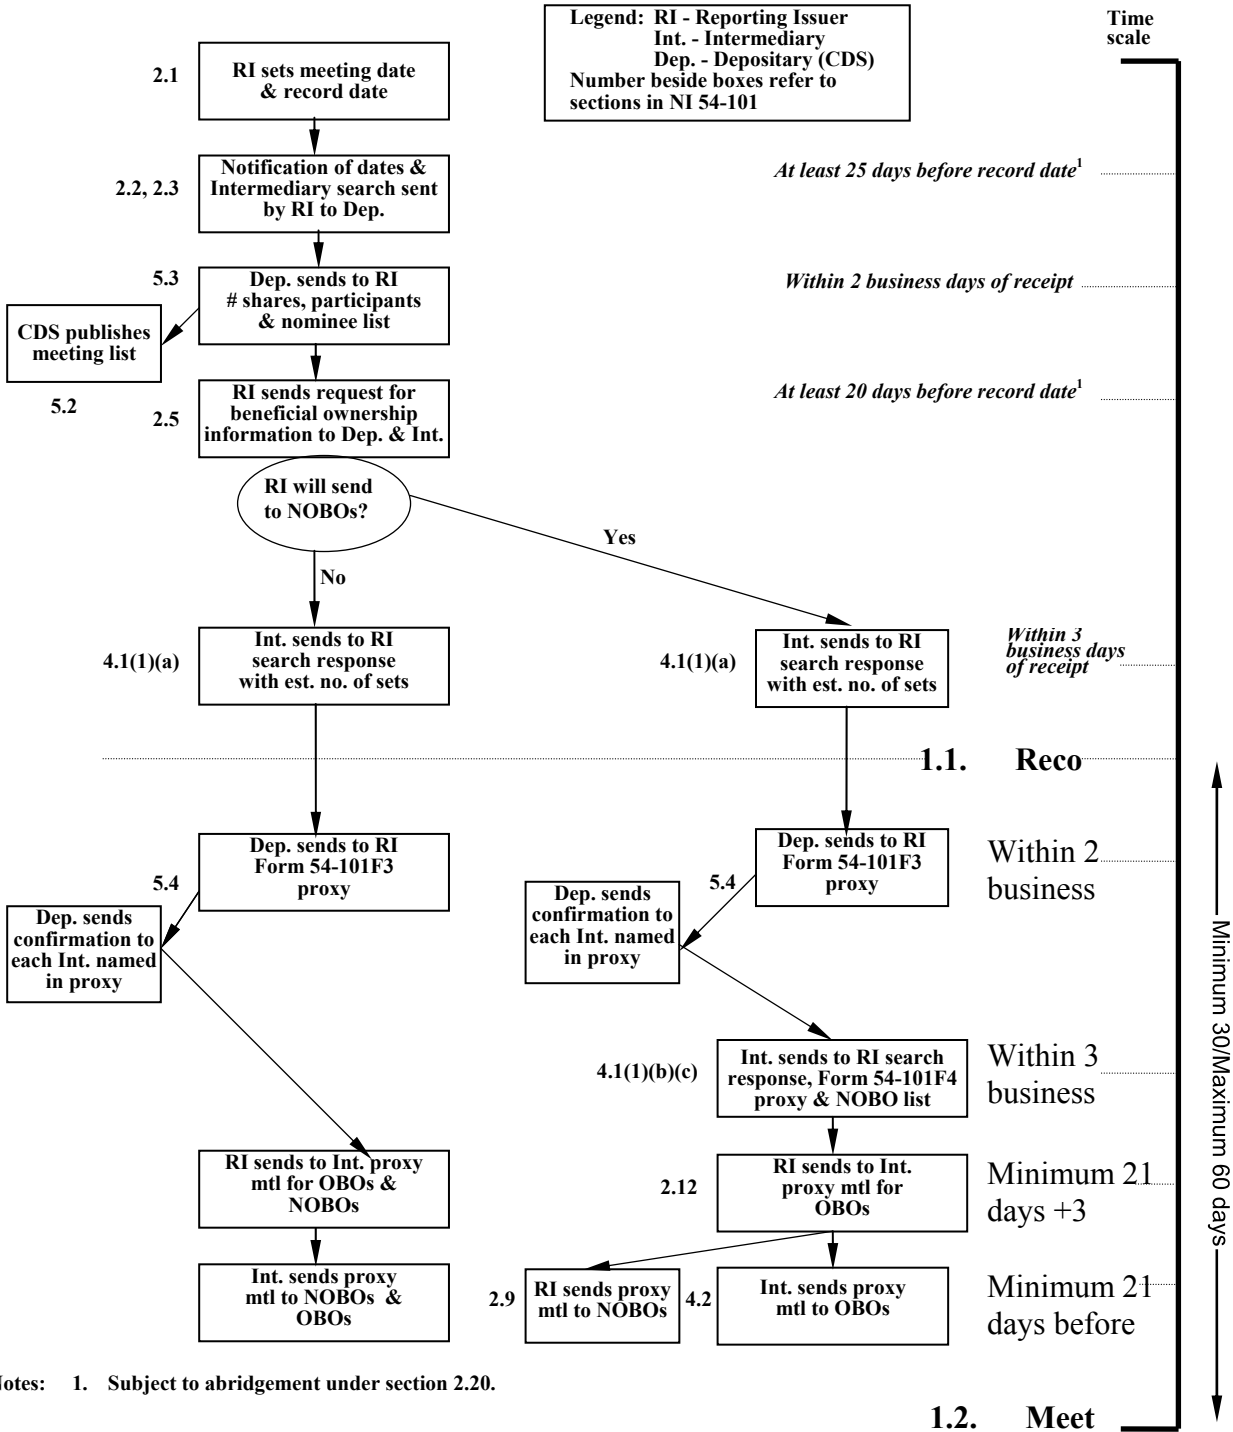 Legend: RI - Reporting Issuer
Int. - Intermediary
Dep. - Depositary (CDS)
Number beside boxes refer to
sections in NI 54-101
Time
scale
2.1
RI sets meeting date
& record date
2.2, 2.3
Notification of dates &
Intermediary search sent
by RI to Dep.
At least 25 days before record date1
5.3
Dep. sends to RI
# shares, participants
& nominee list
Within 2 business days of receipt
CDS publishes
meeting list
5.2
2.5
RI sends request for
beneficial ownership
information to Dep. & Int.
At least 20 days before record date1
RI will send
to NOBOs?
Yes
No
4.1(1)(a)
Int. sends to RI
search response
with est. no. of sets
4.1(1)(a)
Int. sends to RI
search response
with est. no. of sets
Within 3
business days
of receipt
1.1. Reco
Dep. sends to RI
Form 54-101F3
proxy
5.4
Dep. sends
confirmation to
each Int. named
in proxy
Dep. sends to RI
Form 54-101F3
proxy
5.4
Dep. sends
confirmation to
each Int. named
in proxy
Within 2
business
4.1(1)(b)(c)
Int. sends to RI search
response, Form 54-101F4
proxy & NOBO list
Within 3
business
RI sends to Int. proxy
mtl for OBOs &
NOBOs
2.12
RI sends to Int.
proxy mtl for
OBOs
Minimum 21
days +3
Int. sends proxy
mtl to NOBOs &
OBOs
2.9
RI sends proxy
mtl to NOBOs
4.2
Int. sends proxy
mtl to OBOs
Minimum 21
days before
Minimum 30/Maximum 60 days
Notes: 1. Subject to abridgement under section 2.20.
1.2. Meet